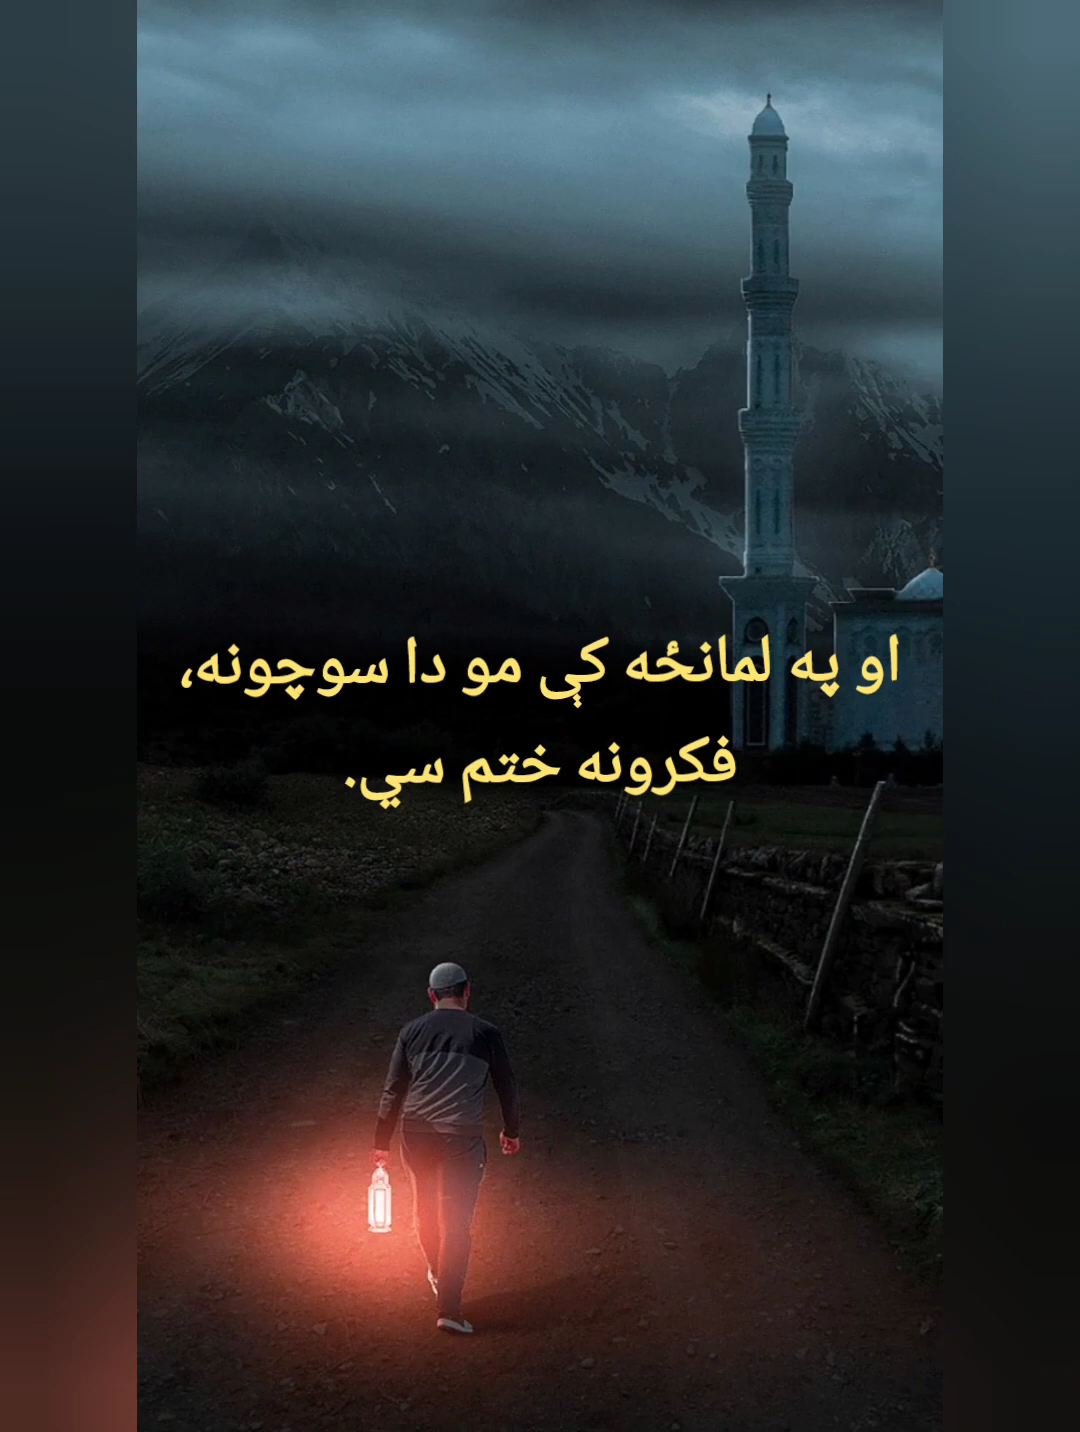 او په لمانځه کې مو دا سوچونه،
فکرونه ختم سي.